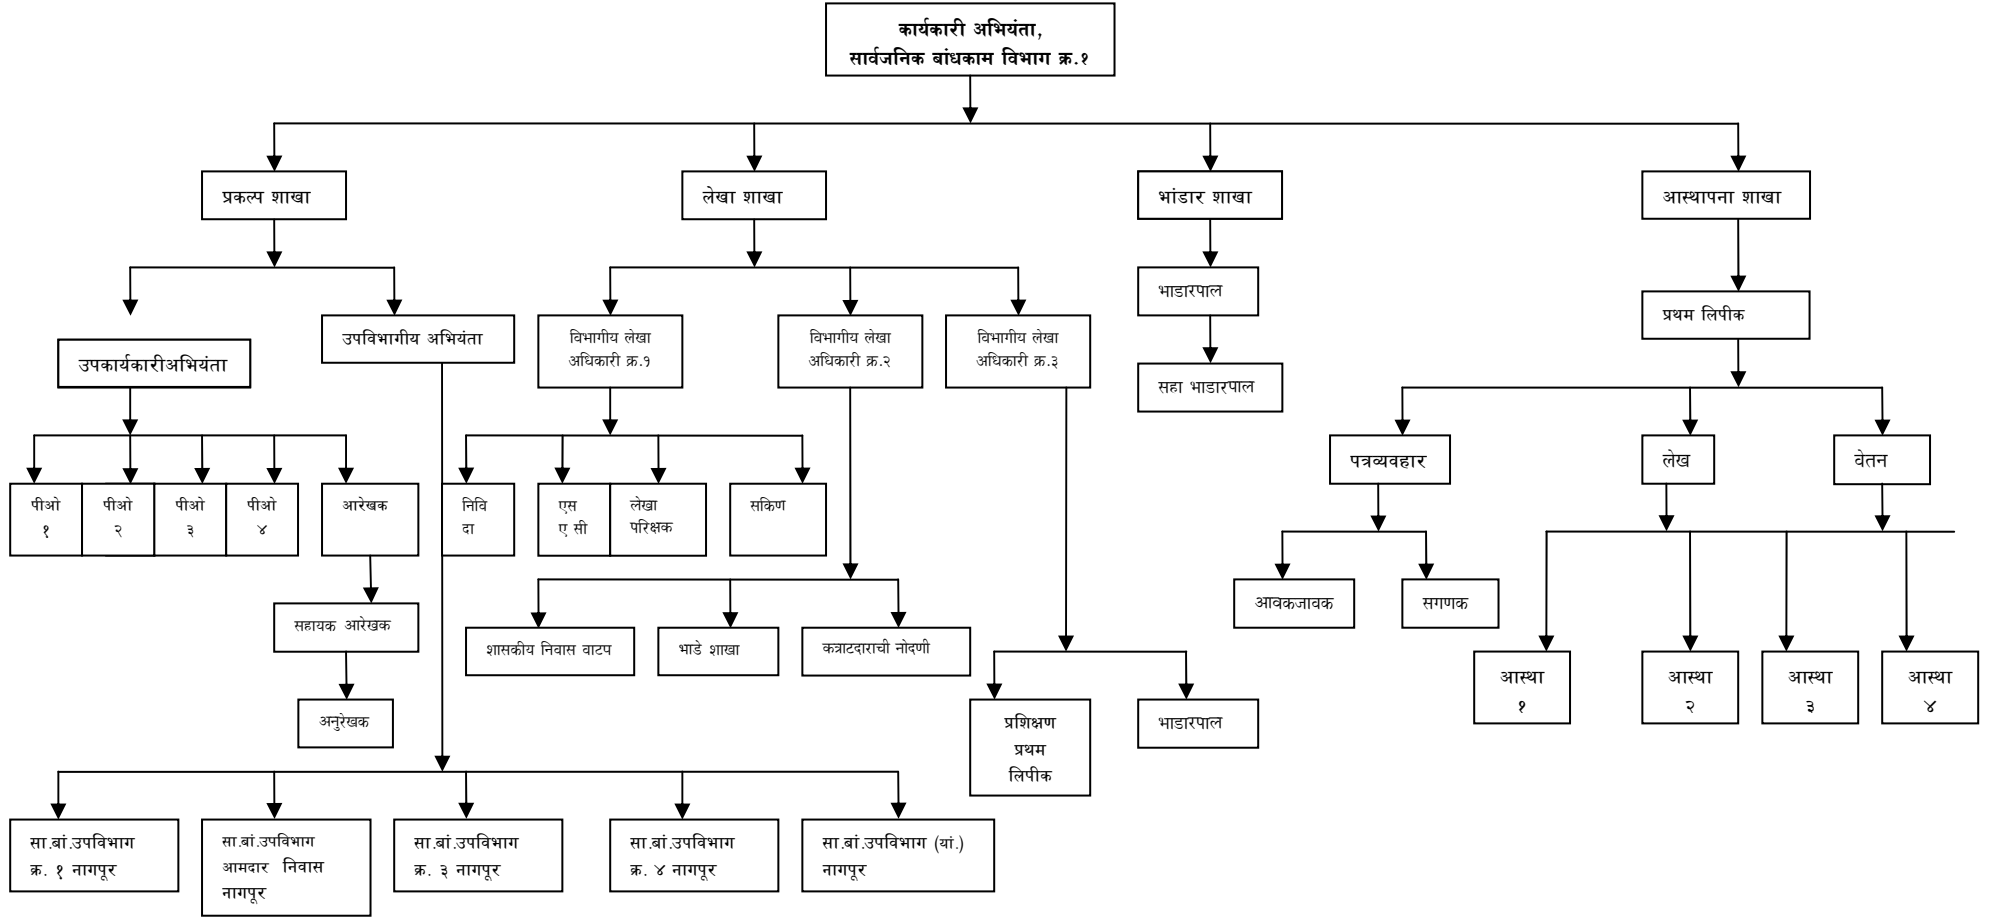 कार्यकारी अभियंता,
सार्वजनिक बांधकाम विभाग क्र.१
प्रकल्प शाखा
लेखा शाखा
भांडार शाखा
आस्थापना शाखा
भाडारपाल
प्रथम लिपीक
उपकार्यकारीअभियंता
उपविभागीय अभियंता
विभागीय लेखा
अधिकारी क्र.१
विभागीय लेखा
अधिकारी क्र.२
विभागीय लेखा
अधिकारी क्र.३
सहा भाडारपाल
पत्रव्यवहार
लेख
वेतन
पीओ
१
पीओ
२
पीओ
३
पीओ
४
आरेखक
निवि
दा
एस
ए सी
लेखा
परिक्षक
सकिण
आवकजावक
सगणक
सहायक आरेखक
शासकीय निवास वाटप
भाडे शाखा
कत्राटदाराची नोदणी
आस्था
१
आस्था
२
आस्था
३
आस्था
४
अनुरेखक
प्रशिक्षण
प्रथम
लिपीक
भाडारपाल
सा.बां.उपविभाग
क्र. १ नागपूर
सा.बां.उपविभाग
आमदार निवास
नागपूर
सा.बां.उपविभाग
क्र. ३ नागपूर
सा.बां.उपविभाग
क्र. ४ नागपूर
सा.बां.उपविभाग (यां.)
नागपूर